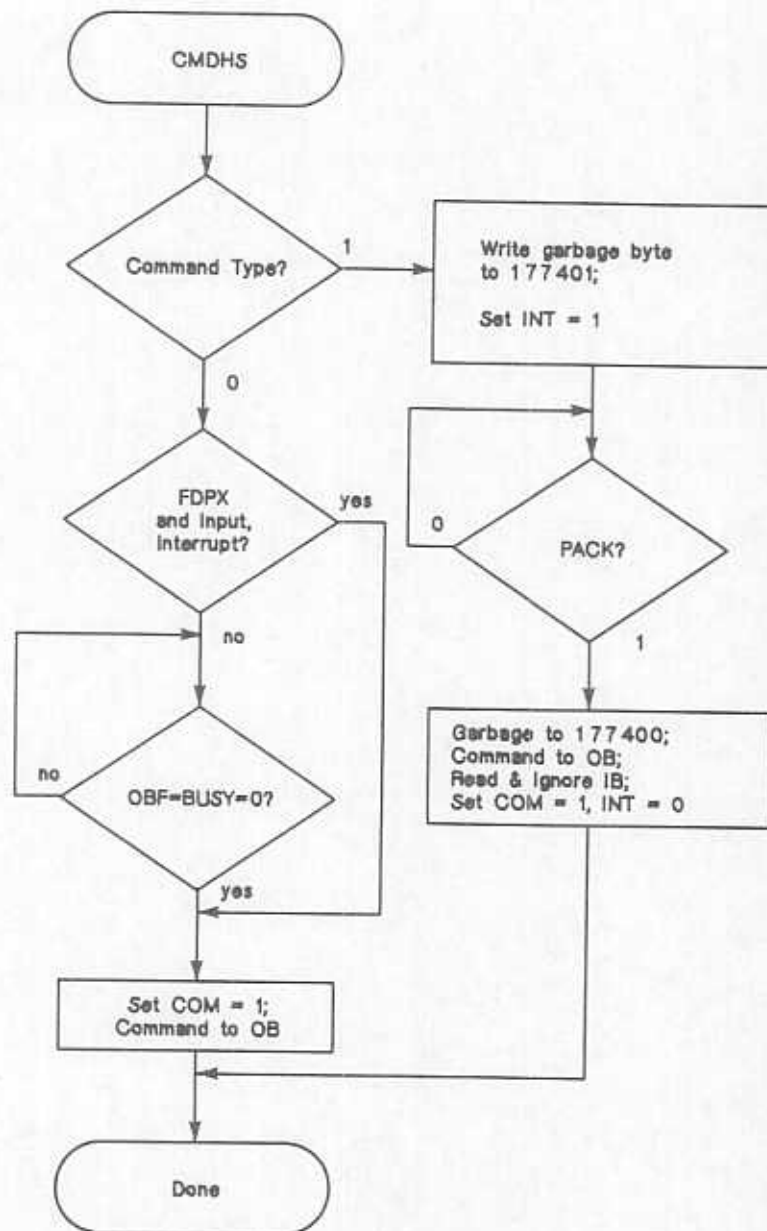 CMDHS
Command Type?
1
Write garbage byte
to 177401;
Set INT = 1
0
FDPX
and Input,
Interrupt?
yes
no
0
PACK?
1
no
OBF=BUSY=0?
yes
Garbage to 177400;
Command to OB;
Read & Ignore IB;
Set COM = 1, INT = 0
Set COM = 1;
Command to OB
Done